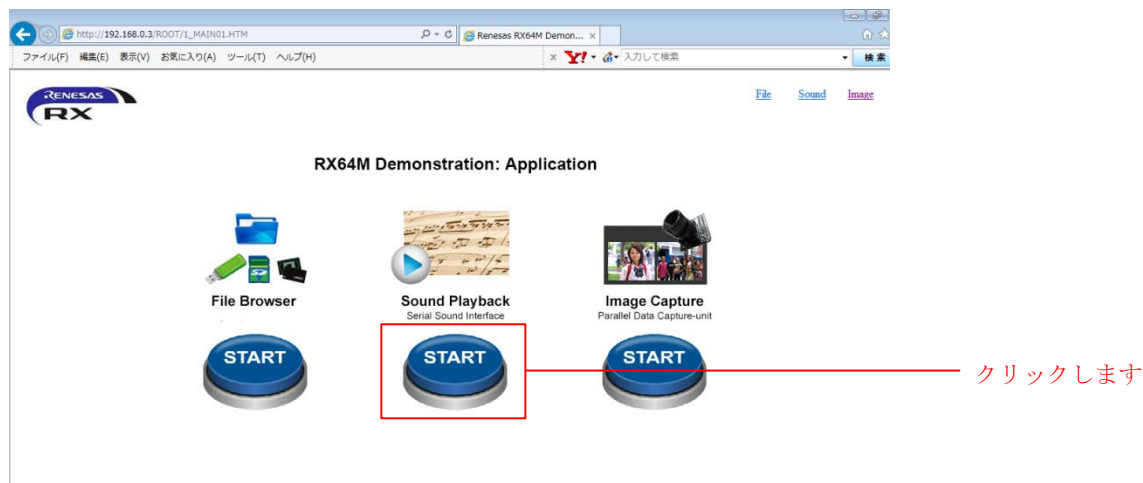 http://192.168.0.3/ROOT/1_MAIN01.HTM
Renesas RX64M Demon... ×
ファイル(F) 編集(E) 表示(V) お気に入り(A) ツール(T) ヘルプ(H)
× Y! 入力して検索 検索
RENESAS
RX
File Sound Image
RX64M Demonstration: Application
File Browser
Sound Playback
Serial Sound Interface
Image Capture
Parallel Data Capture-unit
START START START
クリックします